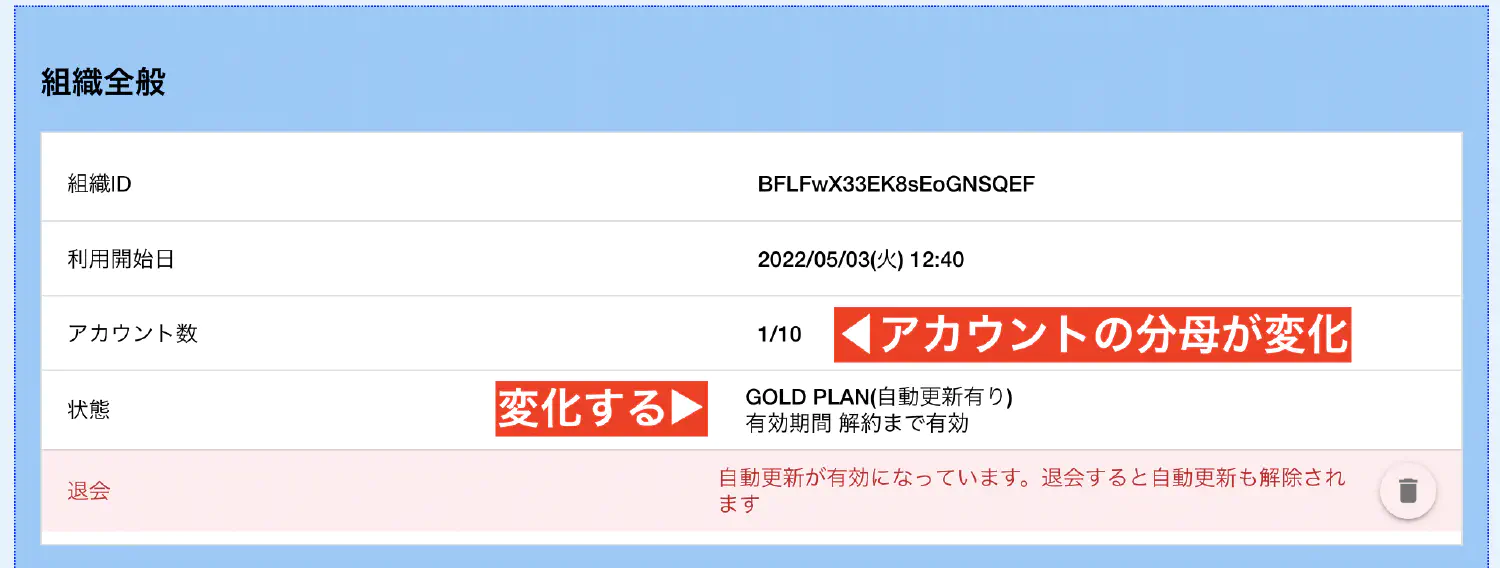 組織全般
組織ID
BFLFwX33EK8sEoGNSQEF
利用開始日
2022/05/03(火) 12:40
アカウント数
1/10
◀アカウントの分母が変化
状態
変化する▶
GOLD PLAN(自動更新有り)
有効期間 解約まで有効
退会
自動更新が有効になっています。退会すると自動更新も解除され
ます